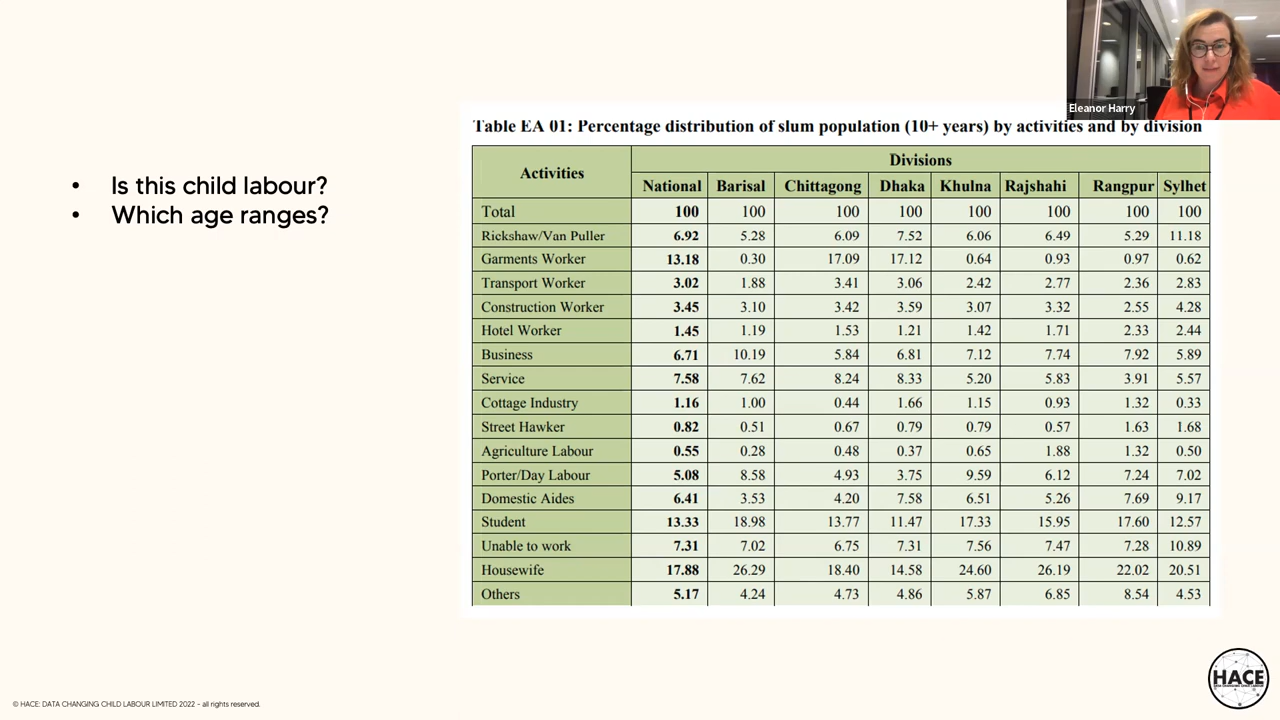 Eleanor Harry
• Is this child labour?
• Which age ranges?
Table EA 01: Percentage distribution of slum population (10+ years) by activities and by division
Activities Divisions
National Barisal Chittagong Dhaka Khulna Rajshahi Rangpur Sylhet
Total 100 100 100 100 100 100 100 100
Rickshaw/Van Puller 6.92 5.28 6.09 7.52 6.06 6.49 5.29 11.18
Garments Worker 13.18 0.30 17.09 17.12 0.64 0.93 0.97 0.62
Transport Worker 3.02 1.88 3.41 3.06 2.42 2.77 2.36 2.83
Construction Worker 3.45 3.10 3.42 3.59 3.07 3.32 2.55 4.28
Hotel Worker 1.45 1.19 1.53 1.21 1.42 1.71 2.33 2.44
Business 6.71 10.19 5.84 6.81 7.12 7.74 7.92 5.89
Service 7.58 7.62 8.24 8.33 5.20 5.83 3.91 5.57
Cottage Industry 1.16 1.00 0.44 1.66 1.15 0.93 1.32 0.33
Street Hawker 0.82 0.51 0.67 0.79 0.79 0.57 1.63 1.68
Agriculture Labour 0.55 0.28 0.48 0.37 0.65 1.88 1.32 0.50
Porter/Day Labour 5.08 8.58 4.93 3.75 9.59 6.12 7.24 7.02
Domestic Aides 6.41 3.53 4.20 7.58 6.51 5.26 7.69 9.17
Student 13.33 18.98 13.77 11.47 17.33 15.95 17.60 12.57
Unable to work 7.31 7.02 6.75 7.31 7.56 7.47 7.28 10.89
Housewife 17.88 26.29 18.40 14.58 24.60 26.19 22.02 20.51
Others 5.17 4.24 4.73 4.86 5.87 6.85 8.54 4.53
HACE
DATA CHANGING CHILD LABOUR
© HACE: DATA CHANGING CHILD LABOUR LIMITED 2022 - all rights reserved.